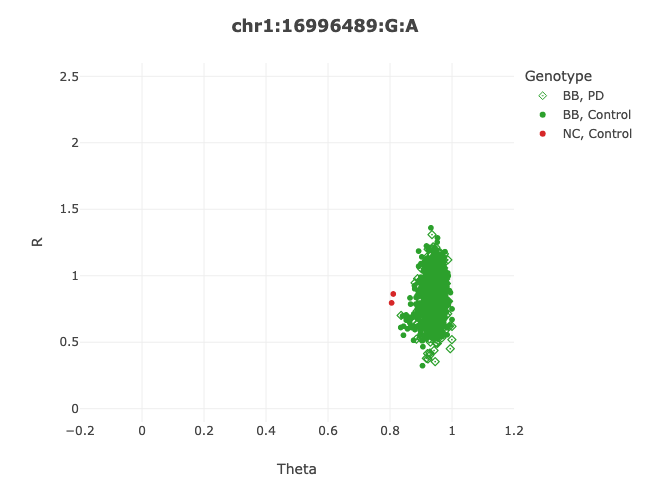 chr1:16996489:G:A
Genotype
BB, PD
BB, Control
NC, Control
2.5
2
1.5
1
0.5
0
R
−0.2 0 0.2 0.4 0.6 0.8 1 1.2
Theta